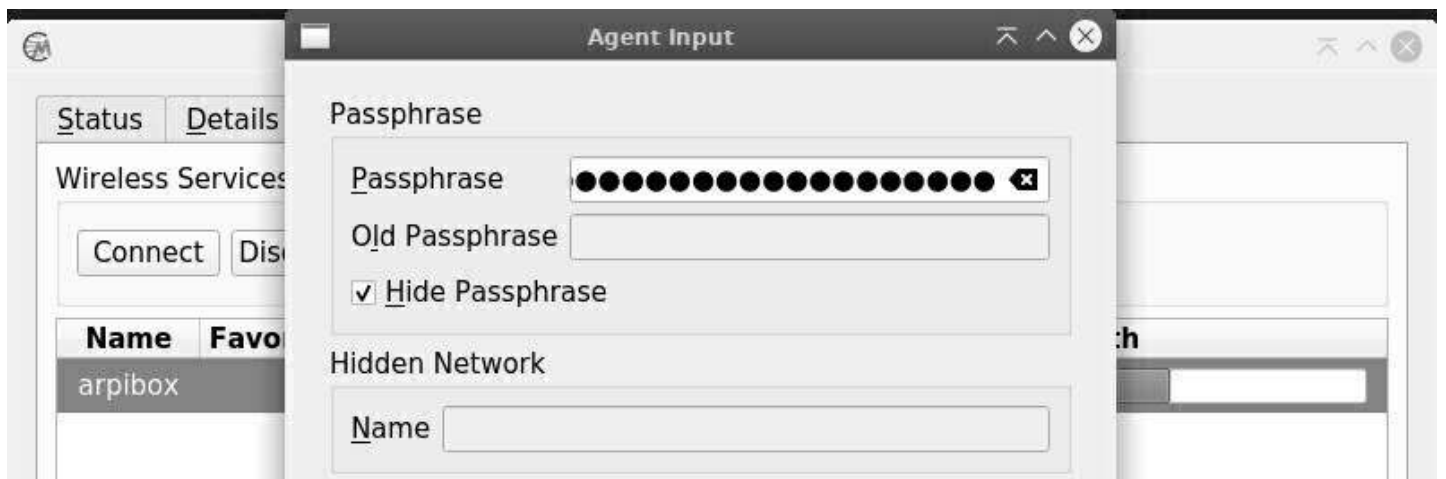 Agent Input
Status Details
Passphrase
Wireless Services
Passphrase ●●●●●●●●●●●●●●●●●●
Old Passphrase
Connect
Hide Passphrase
Name
Hidden Network
arpibox
Name